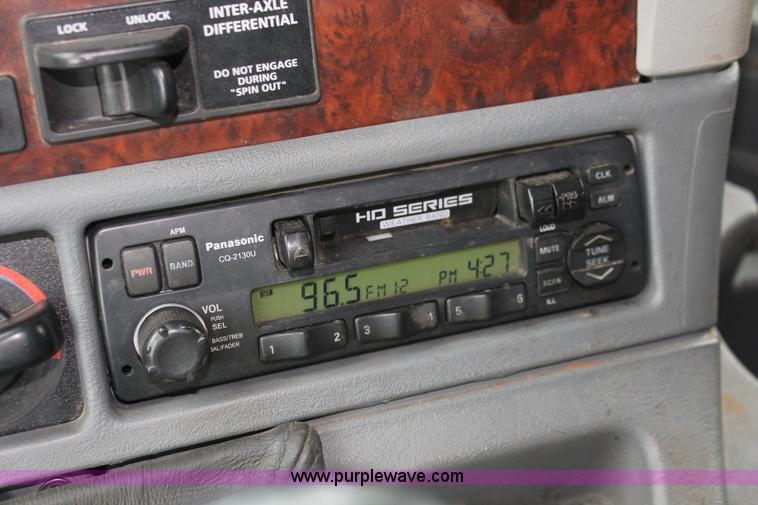 LOCK UNLOCK
INTER-AXLE
DIFFERENTIAL
DO NOT ENGAGE
DURING
"SPIN OUT"
HD SERIES
WEATHER BAND
CLK
ALM
APM
PWR BAND
Panasonic
CQ-2130U
96.5 FM 12 PM 4:27
LOUD
MUTE
TUNE
SEEK
SCAN
ILL
VOL
PUSH
SEL
BASS/TREB
BAL/FADER
1 2 3 4 5 6
www.purplewave.com